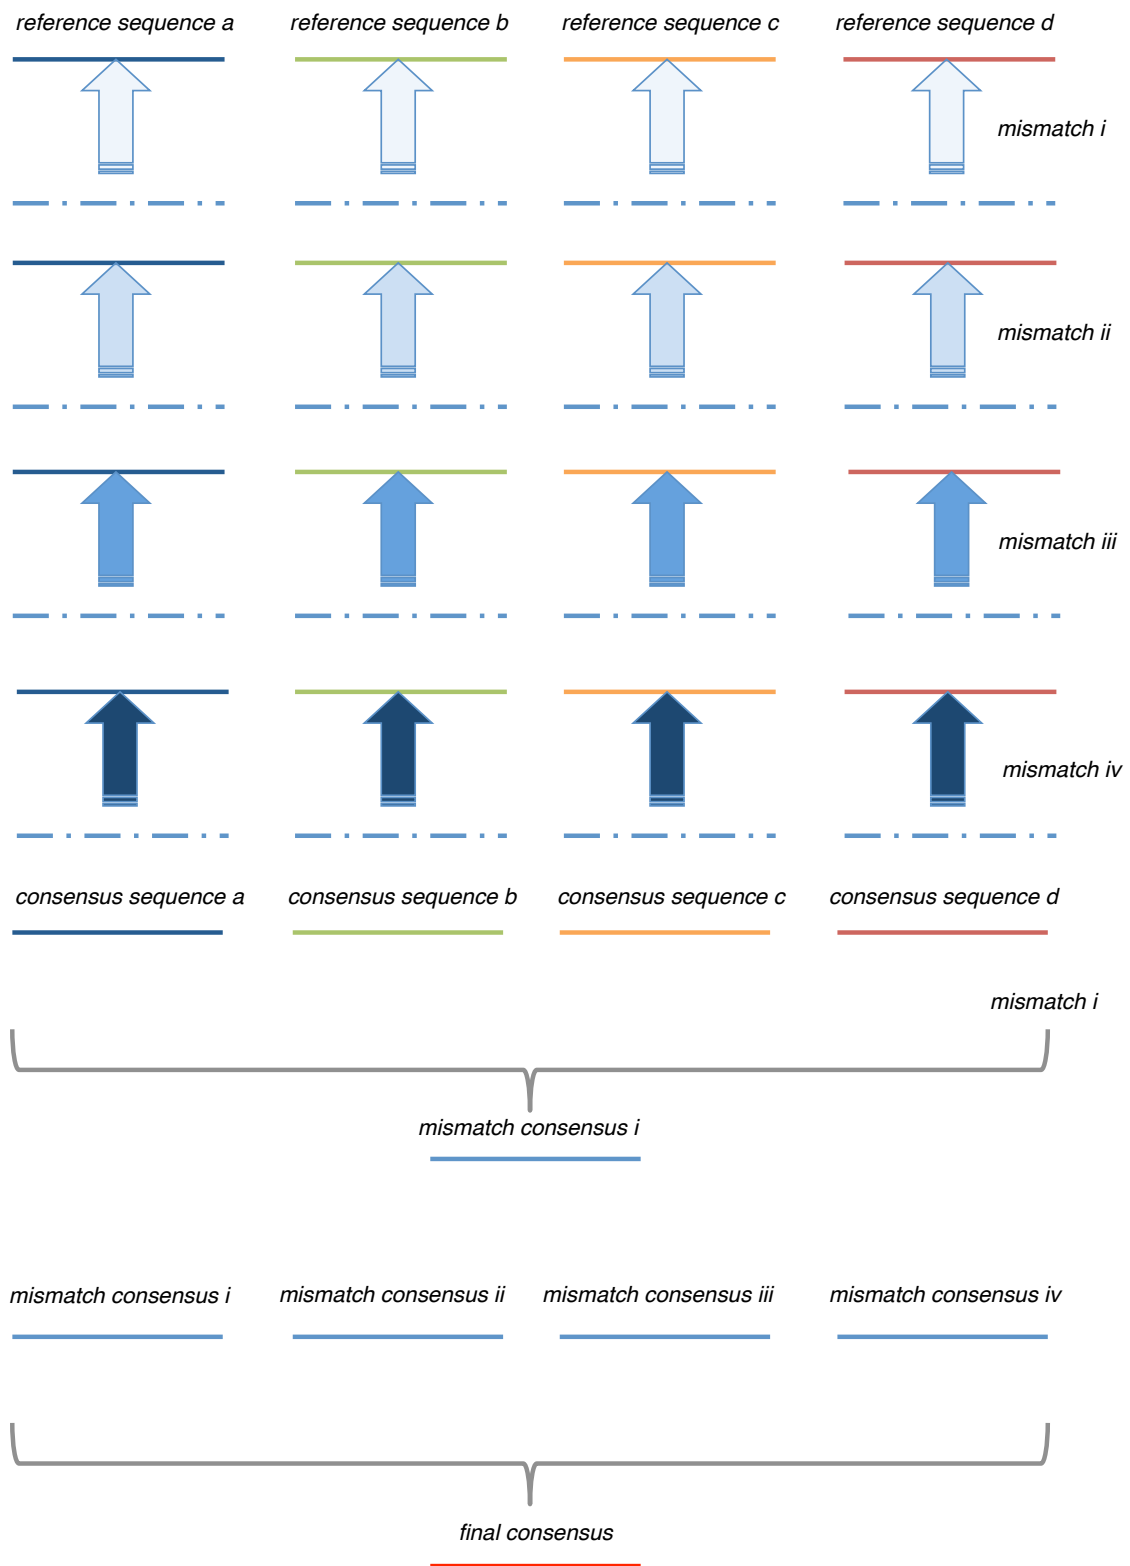 reference sequence a
reference sequence b
reference sequence c
reference sequence d
mismatch i
mismatch ii
mismatch iii
mismatch iv
consensus sequence a
consensus sequence b
consensus sequence c
consensus sequence d
mismatch i
mismatch consensus i
mismatch consensus i
mismatch consensus ii
mismatch consensus iii
mismatch consensus iv
final consensus